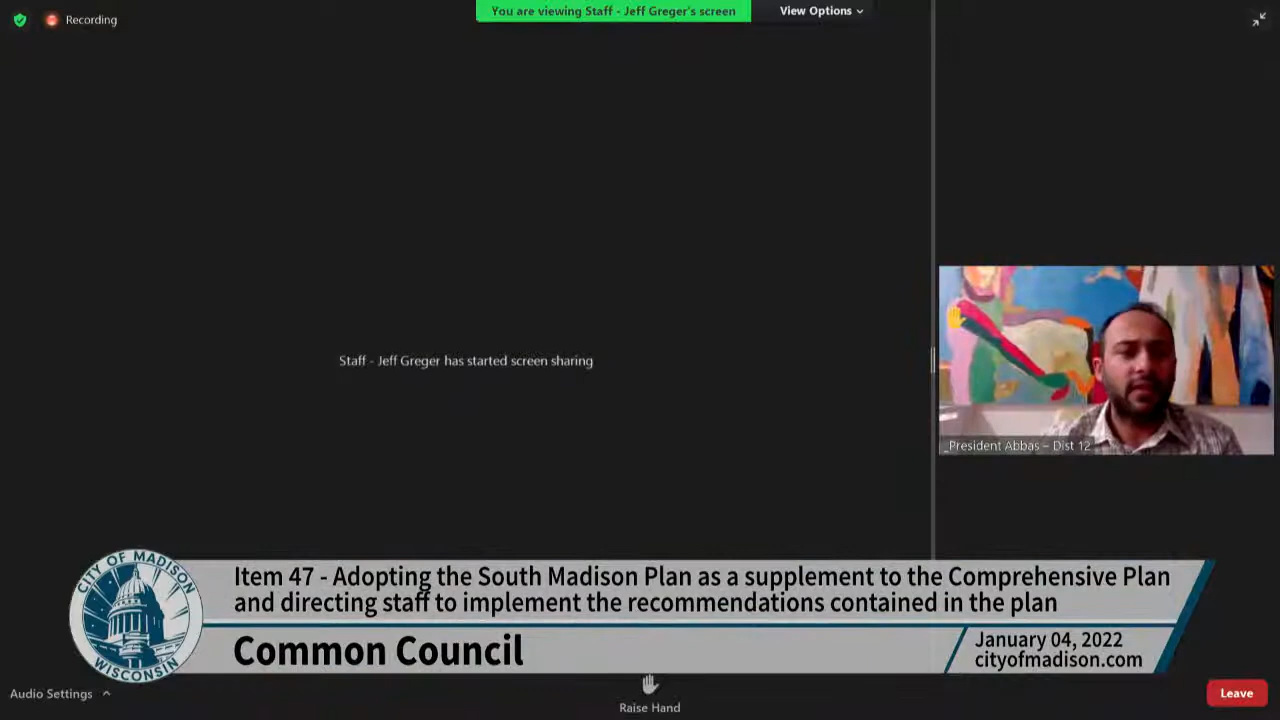 Recording
You are viewing Staff - Jeff Greger's screen
View Options
Staff - Jeff Greger has started screen sharing
_President Abbas – Dist 12
CITY OF MADISON
WISCONSIN
Item 47 - Adopting the South Madison Plan as a supplement to the Comprehensive Plan
and directing staff to implement the recommendations contained in the plan
Common Council
January 04, 2022
cityofmadison.com
Audio Settings
Raise Hand
Leave